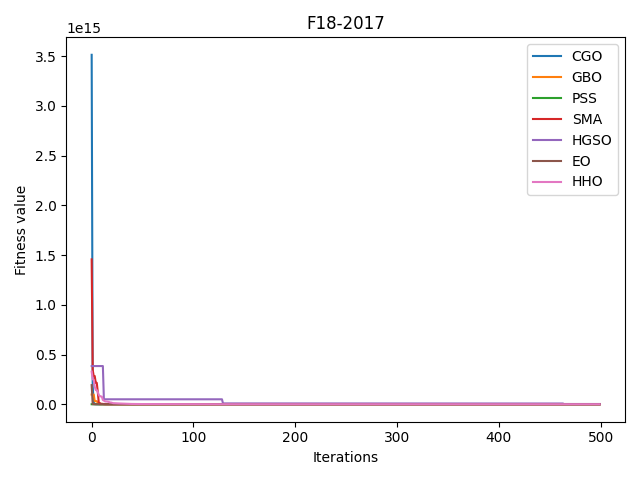 F18-2017
1e15
3.5
3.0
2.5
2.0
1.5
1.0
0.5
0.0
Fitness value
CGO
GBO
PSS
SMA
HGSO
EO
HHO
0 100 200 300 400 500
Iterations